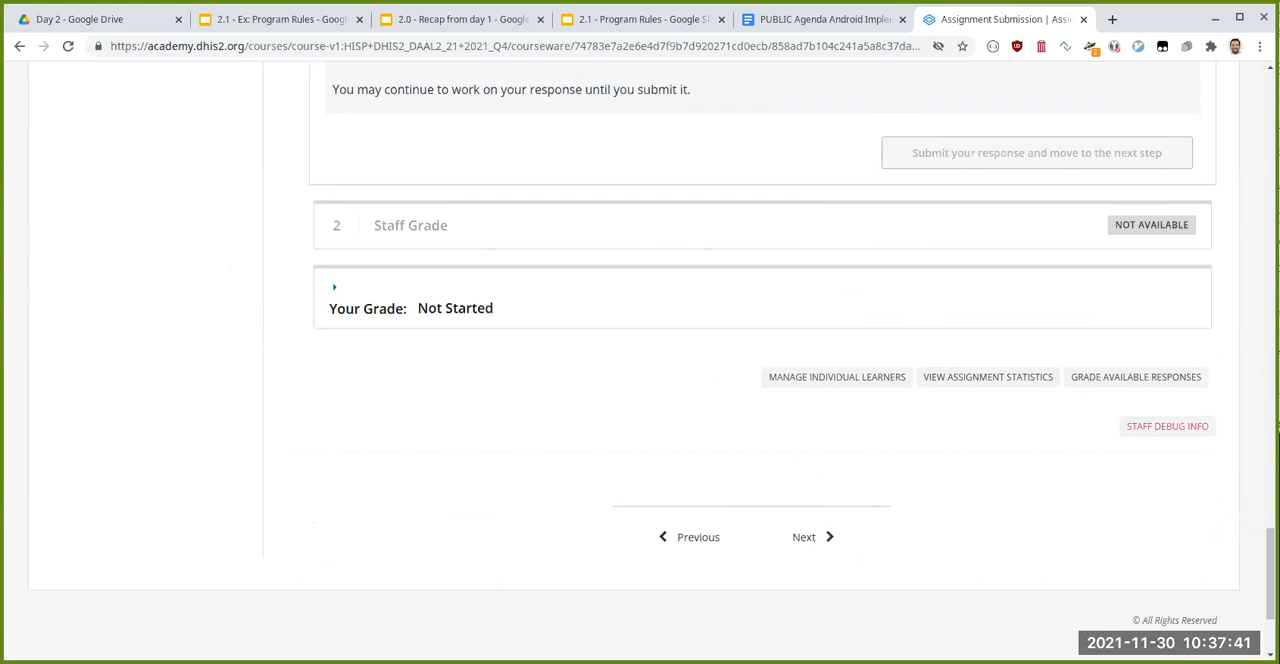 Day 2 - Google Drive
2.1 - Ex: Program Rules - Googl
2.0 - Recap from day 1 - Google
2.1 - Program Rules - Google Sl
PUBLIC Agenda Android Imple
Assignment Submission | Assi
https://academy.dhis2.org/courses/course-v1:HISP+DHIS2_DAAL2_21+2021_Q4/courseware/74783e7a2e6e4d7f9b7d920271cd0ecb/858ad7b104c241a5a8c37da...
2
You may continue to work on your response until you submit it.
Submit your response and move to the next step
2 Staff Grade
NOT AVAILABLE
Your Grade: Not Started
MANAGE INDIVIDUAL LEARNERS VIEW ASSIGNMENT STATISTICS GRADE AVAILABLE RESPONSES
STAFF DEBUG INFO
Previous Next
© All Rights Reserved
2021-11-30 10:37:41